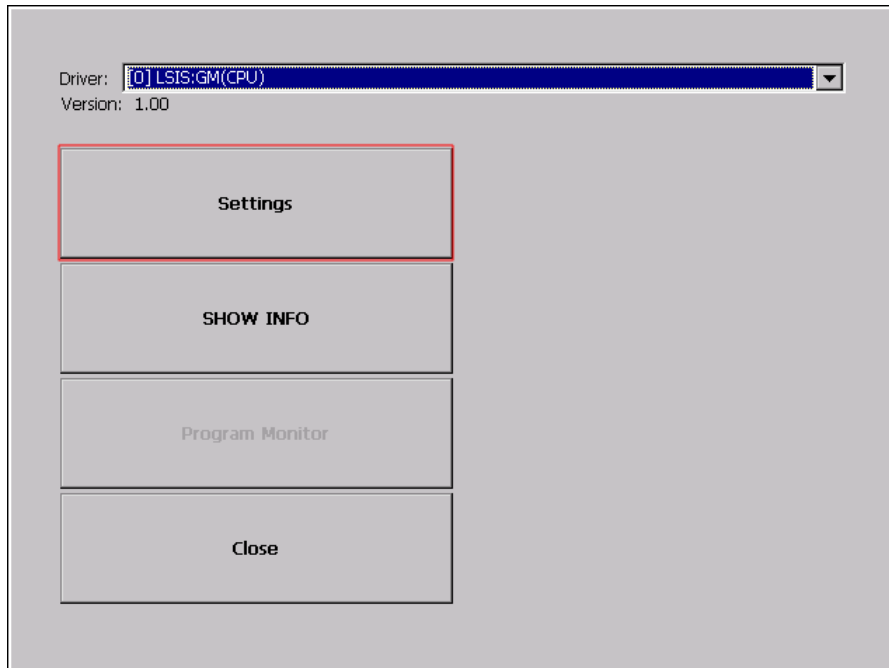 Driver: [0] LSIS:GM(CPU)
Version: 1.00
Settings
SHOW INFO
Program Monitor
Close